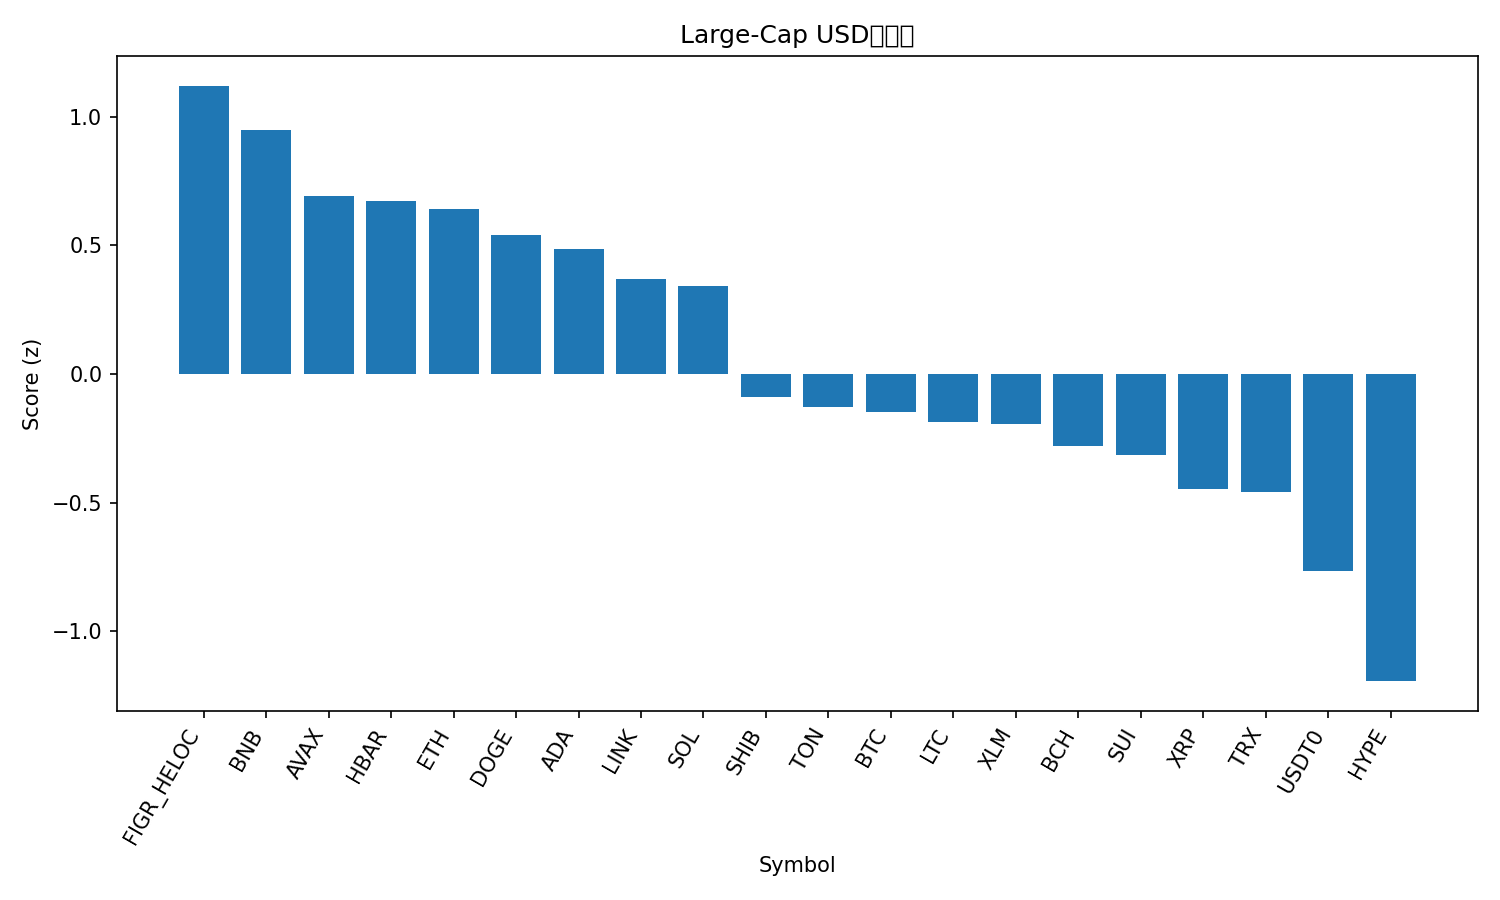 Large-Cap USD
Score (z)
1.0
0.5
0.0
−0.5
−1.0
FIGR_HELOC
BNB
AVAX
HBAR
ETH
DOGE
ADA
LINK
SOL
SHIB
TON
BTC
LTC
XLM
BCH
SUI
XRP
TRX
USDT0
HYPE
Symbol